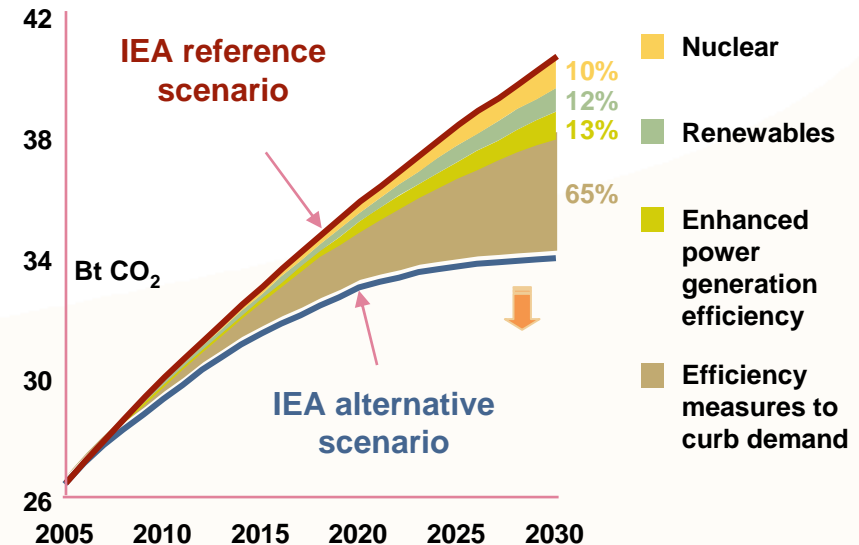 42
38
34
30
26
Bt CO₂
IEA reference
scenario
IEA alternative
scenario
10%
12%
13%
65%
2005 2010 2015 2020 2025 2030
Nuclear
Renewables
Enhanced
power
generation
efficiency
Efficiency
measures to
curb demand